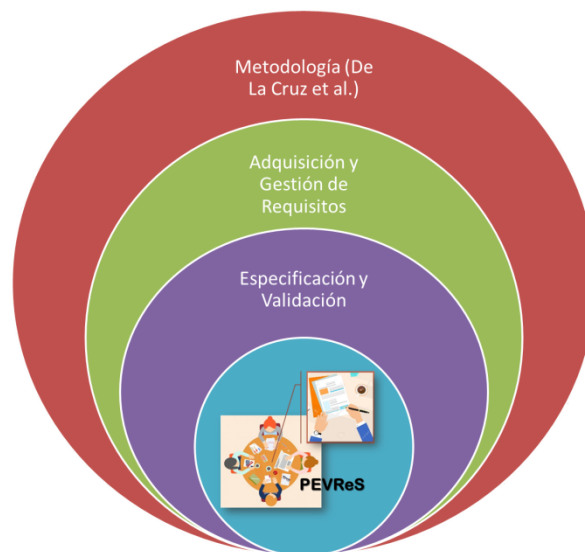 Metodología (De
La Cruz et al.)
Adquisición y
Gestión de
Requisitos
Especificación y
Validación
PEVReS